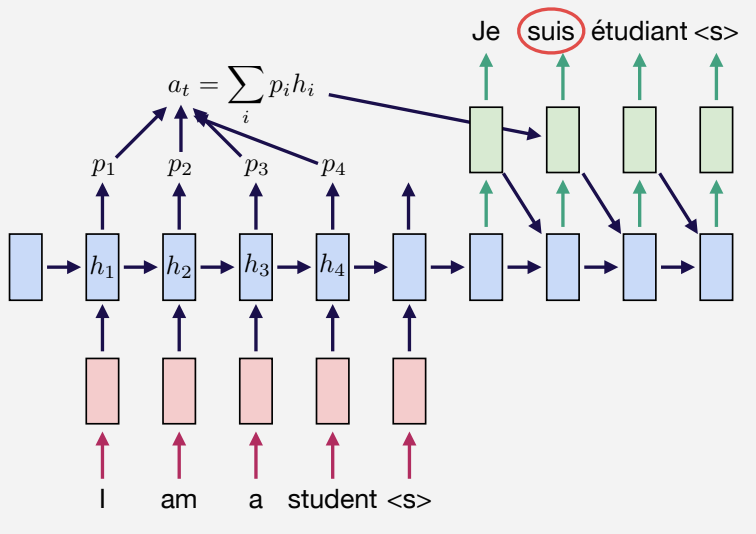 Je suis étudiant <s>
a_t = \sum_i p_i h_i
p_1 p_2 p_3 p_4
h_1 h_2 h_3 h_4
I am a student <s>